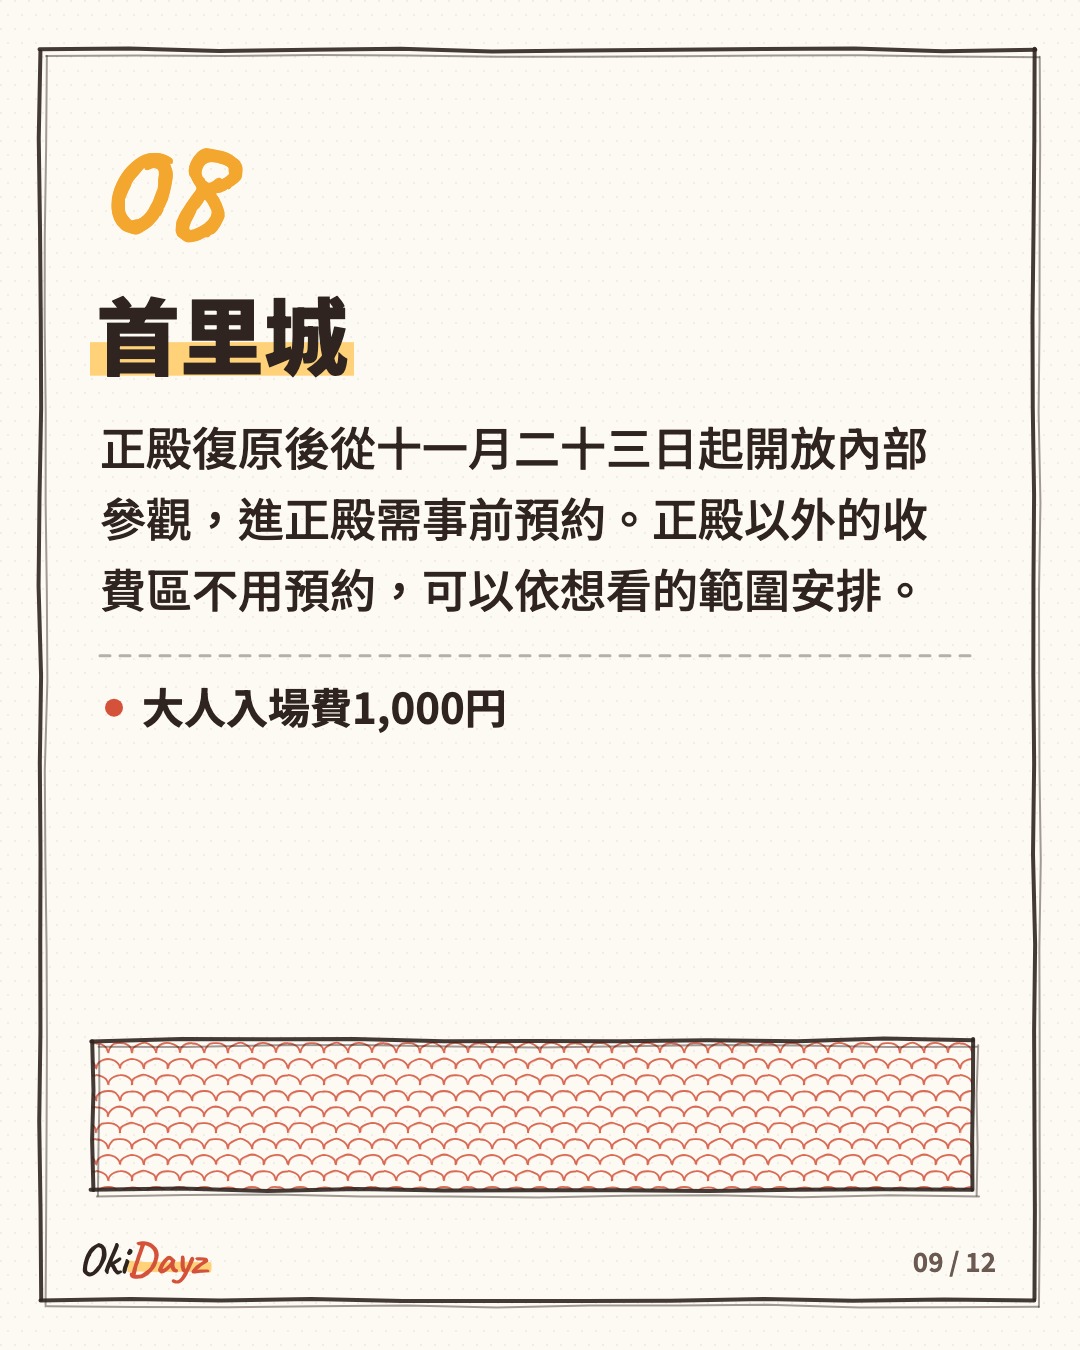 08
首里城
正殿復原後從十一月二十三日起開放內部
參觀，進正殿需事前預約。正殿以外的收
費區不用預約，可以依想看的範圍安排。
大人入場費1,000円
OkiDayz
09 / 12